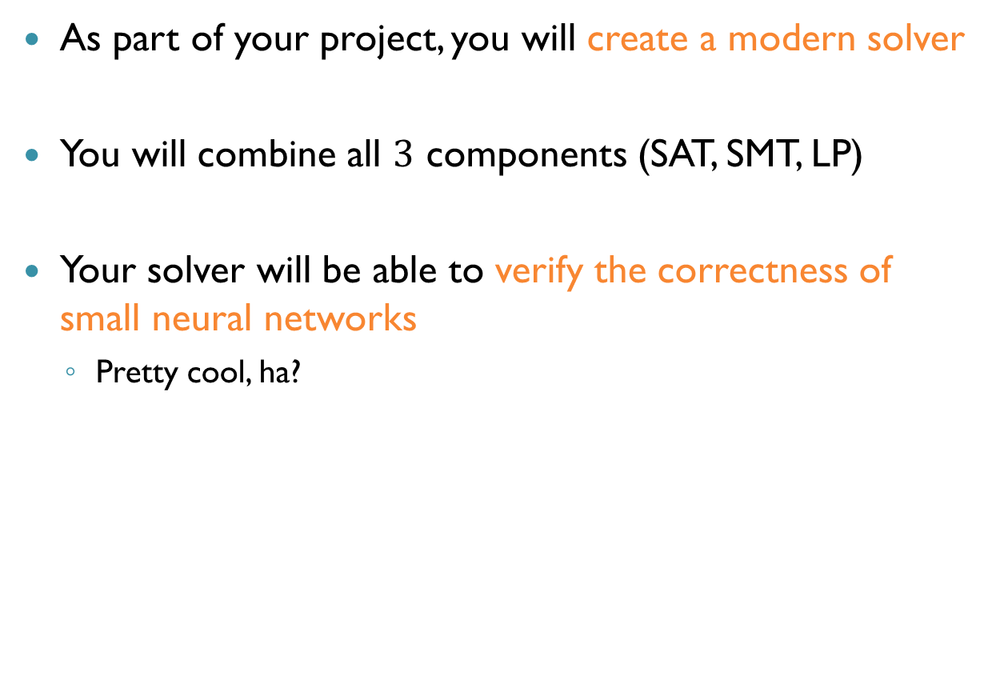 • As part of your project, you will create a modern solver
• You will combine all 3 components (SAT, SMT, LP)
• Your solver will be able to verify the correctness of
small neural networks
◦ Pretty cool, ha?